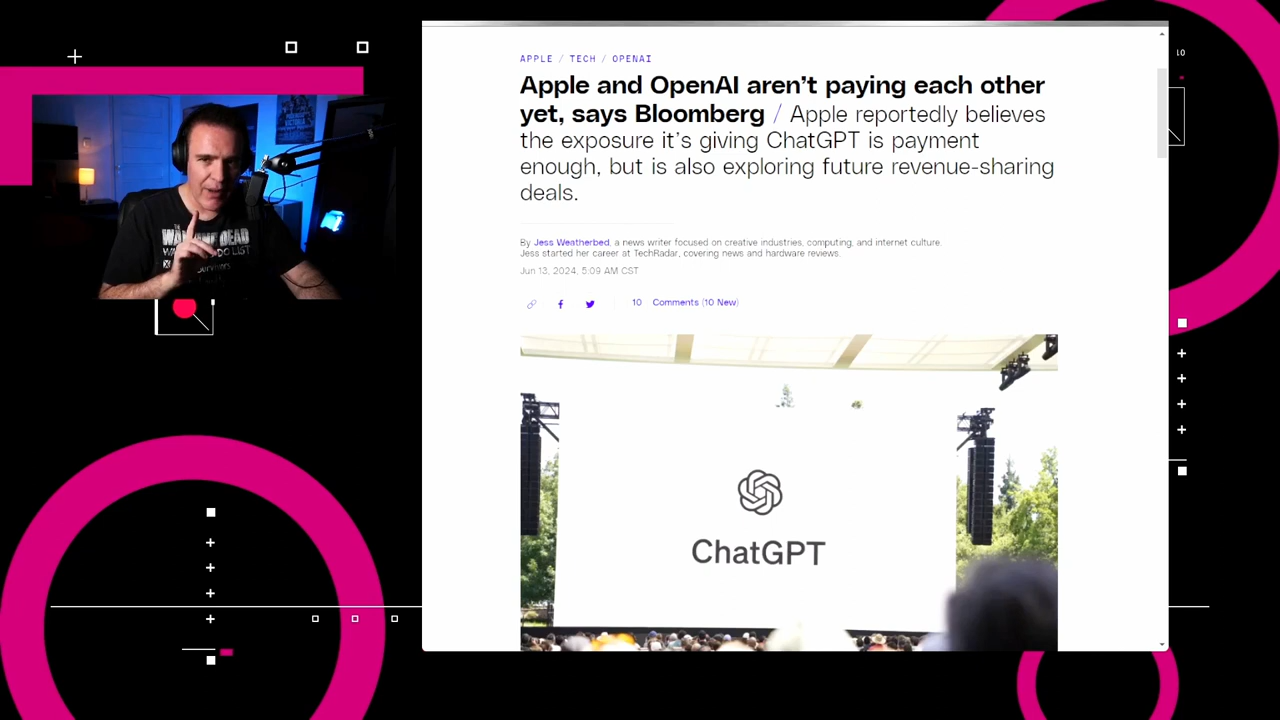 APPLE / TECH / OPENAI
Apple and OpenAI aren't paying each other
yet, says Bloomberg / Apple reportedly believes
the exposure it's giving ChatGPT is payment
enough, but is also exploring future revenue-sharing
deals.
By Jess Weatherbed, a news writer focused on creative industries, computing, and internet culture.
Jess started her career at TechRadar, covering news and hardware reviews.
Jun 13, 2024, 5:09 AM CST
10 Comments (10 New)
ChatGPT
10